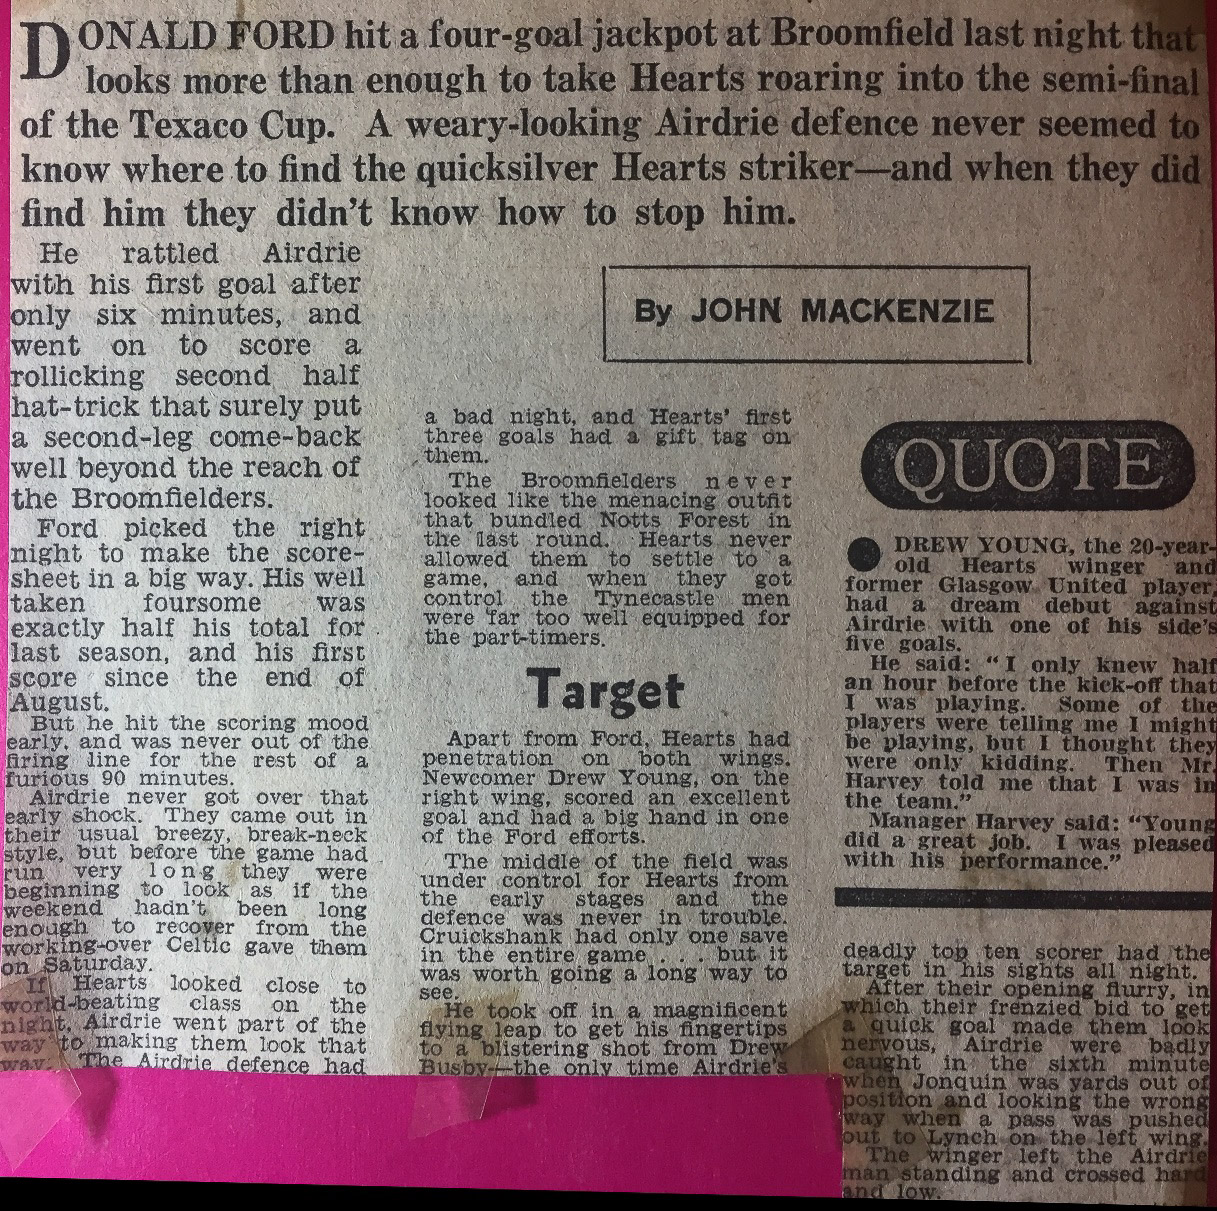 DONALD FORD hit a four-goal jackpot at Broomfield last night that
looks more than enough to take Hearts roaring into the semi-final
of the Texaco Cup. A weary-looking Airdrie defence never seemed to
know where to find the quicksilver Hearts striker—and when they did
find him they didn't know how to stop him.
By JOHN MACKENZIE
He rattled Airdrie
with his first goal after
only six minutes, and
went on to score a
rollicking second half
hat-trick that surely put
a second-leg come-back
well beyond the reach of
the Broomfielders.
Ford picked the right
night to make the score-
sheet in a big way. His well
taken foursome was
exactly half his total for
last season, and his first
score since the end of
August.
But he hit the scoring mood
early, and was never out of the
firing line for the rest of a
furious 90 minutes.
Airdrie never got over that
early shock. They came out in
their usual breezy, break-neck
style, but before the game had
run very long they were
beginning to look as if the
weekend hadn't been long
enough to recover from the
working-over Celtic gave them
on Saturday.
If Hearts looked close to
world-beating class on the
night, Airdrie went part of the
way to making them look that
way. The Airdrie defence had
a bad night, and Hearts' first
three goals had a gift tag on
them.
The Broomfielders never
looked like the menacing outfit
that bundled Notts Forest in
the last round. Hearts never
allowed them to settle to a
game, and when they got
control the Tynecastle men
were far too well equipped for
the part-timers.
Target
Apart from Ford, Hearts had
penetration on both wings.
Newcomer Drew Young, on the
right wing, scored an excellent
goal and had a big hand in one
of the Ford efforts.
The middle of the field was
under control for Hearts from
the early stages and the
defence was never in trouble.
Cruickshank had only one save
in the entire game . . . but it
was worth going a long way to
see.
He took off in a magnificent
flying leap to get his fingertips
to a blistering shot from Drew
Busby—the only time Airdrie's
deadly top ten scorer had the
target in his sights all night.
After their opening flurry, in
which their frenzied bid to get
a quick goal made them look
nervous, Airdrie were badly
caught in the sixth minute
when Jonquin was yards out of
position and looking the wrong
way when a pass was pushed
out to Lynch on the left wing.
The winger left the Airdrie
man standing and crossed hard
and low.
QUOTE
● DREW YOUNG, the 20-year-
old Hearts winger and
former Glasgow United player,
had a dream debut against
Airdrie with one of his side's
five goals.
He said: "I only knew half
an hour before the kick-off that
I was playing. Some of the
players were telling me I might
be playing, but I thought they
were only kidding. Then Mr.
Harvey told me that I was in
the team."
Manager Harvey said: "Young
did a great job. I was pleased
with his performance."